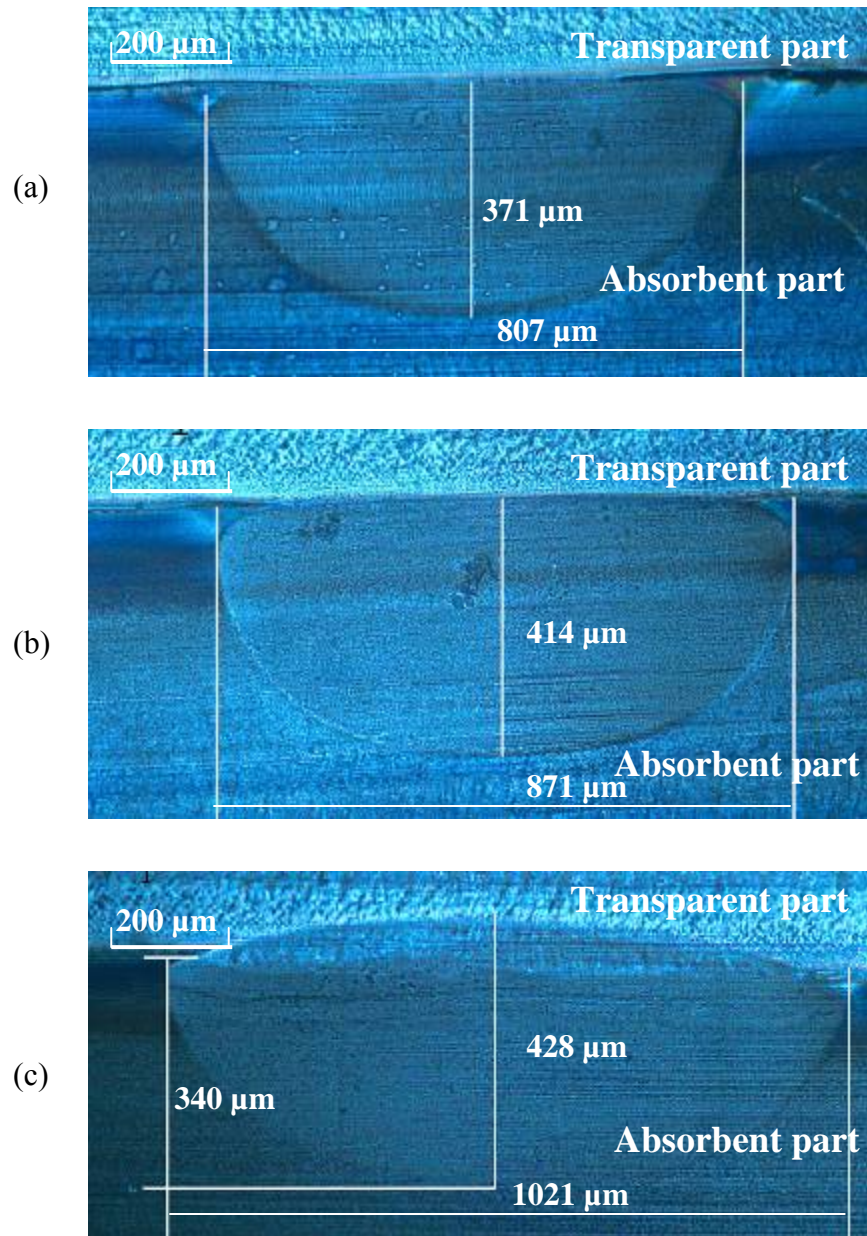 (a)
200 µm
Transparent part
371 µm
Absorbent part
807 µm
(b)
200 µm
Transparent part
414 µm
Absorbent part
871 µm
(c)
200 µm
Transparent part
428 µm
340 µm
Absorbent part
1021 µm